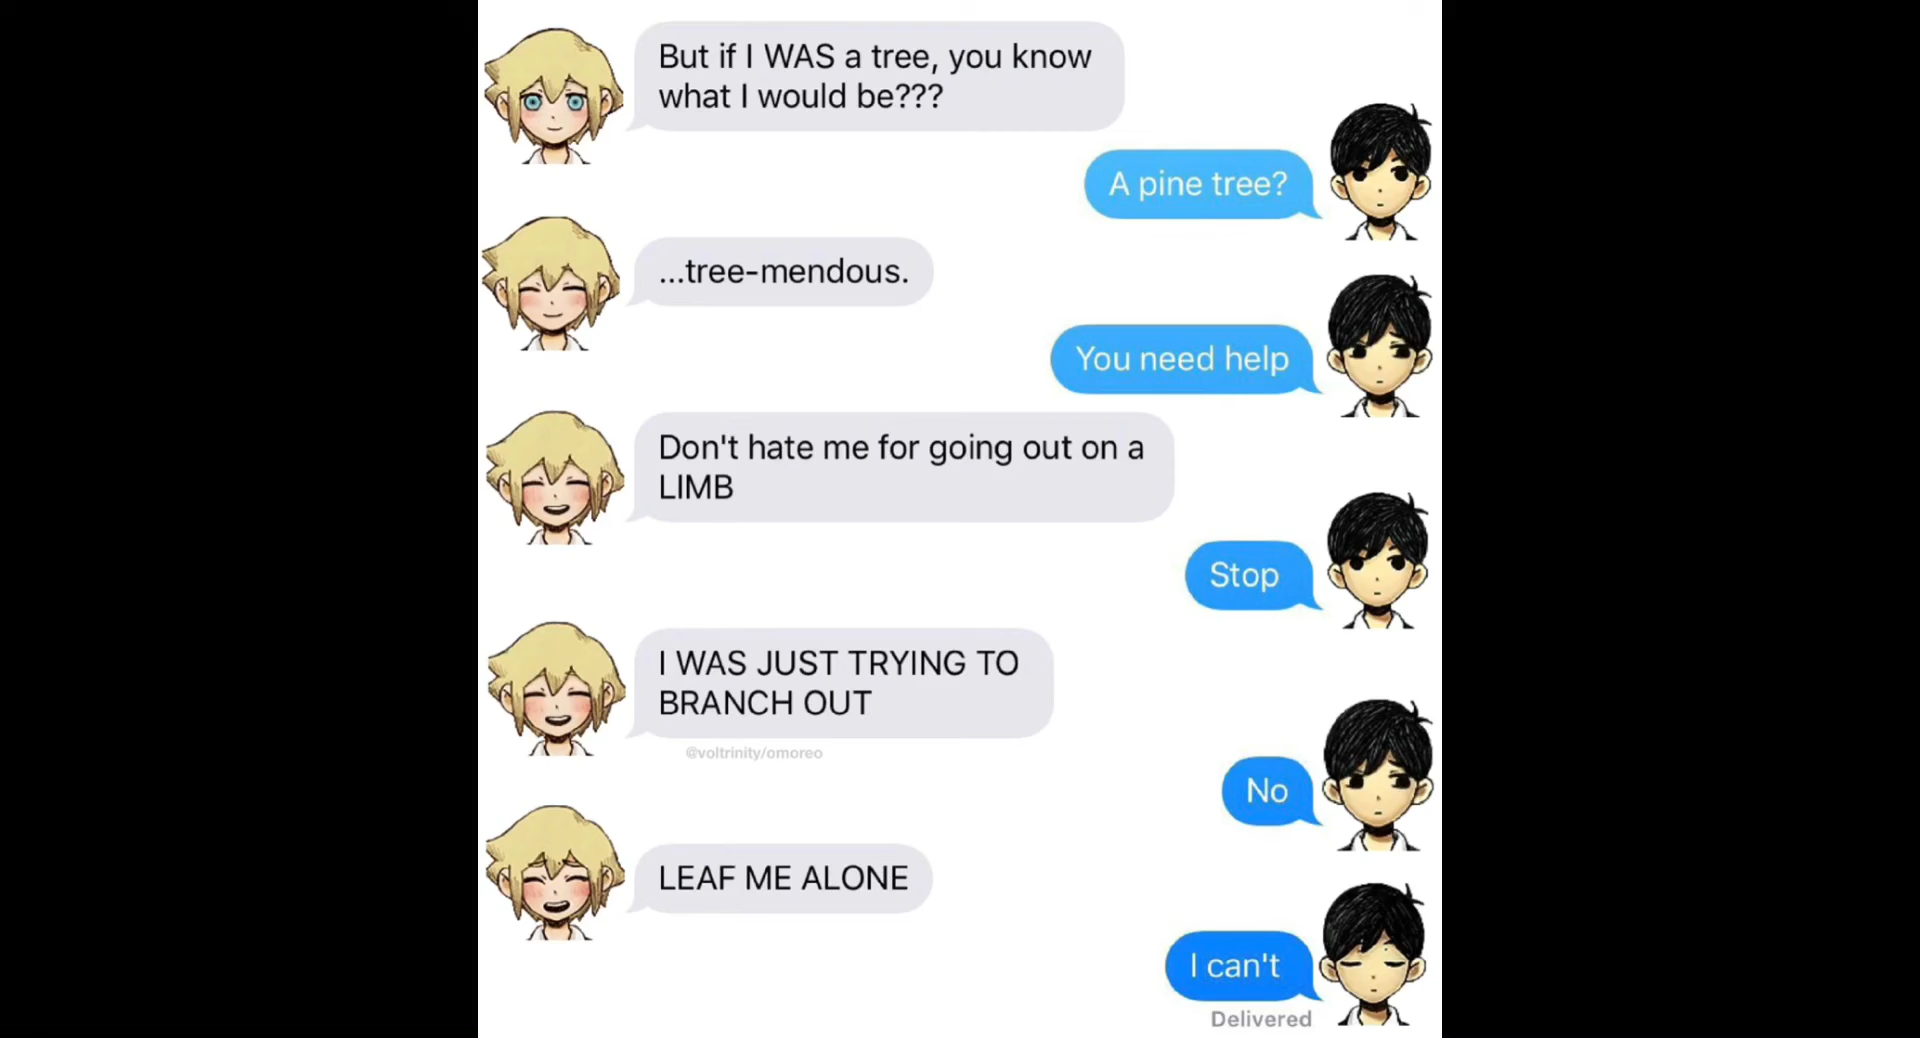 But if I WAS a tree, you know
what I would be???
A pine tree?
...tree-mendous.
You need help
Don't hate me for going out on a
LIMB
Stop
I WAS JUST TRYING TO
BRANCH OUT
@voltrinity/omoreo
No
LEAF ME ALONE
I can't
Delivered